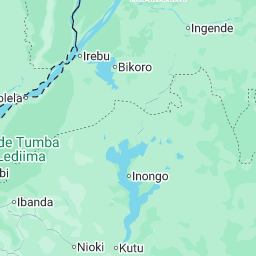 Ingende
Irebu
Bikoro
olela
de Tumba
Lediima
bi
Inongo
Ibanda
Nioki
Kutu